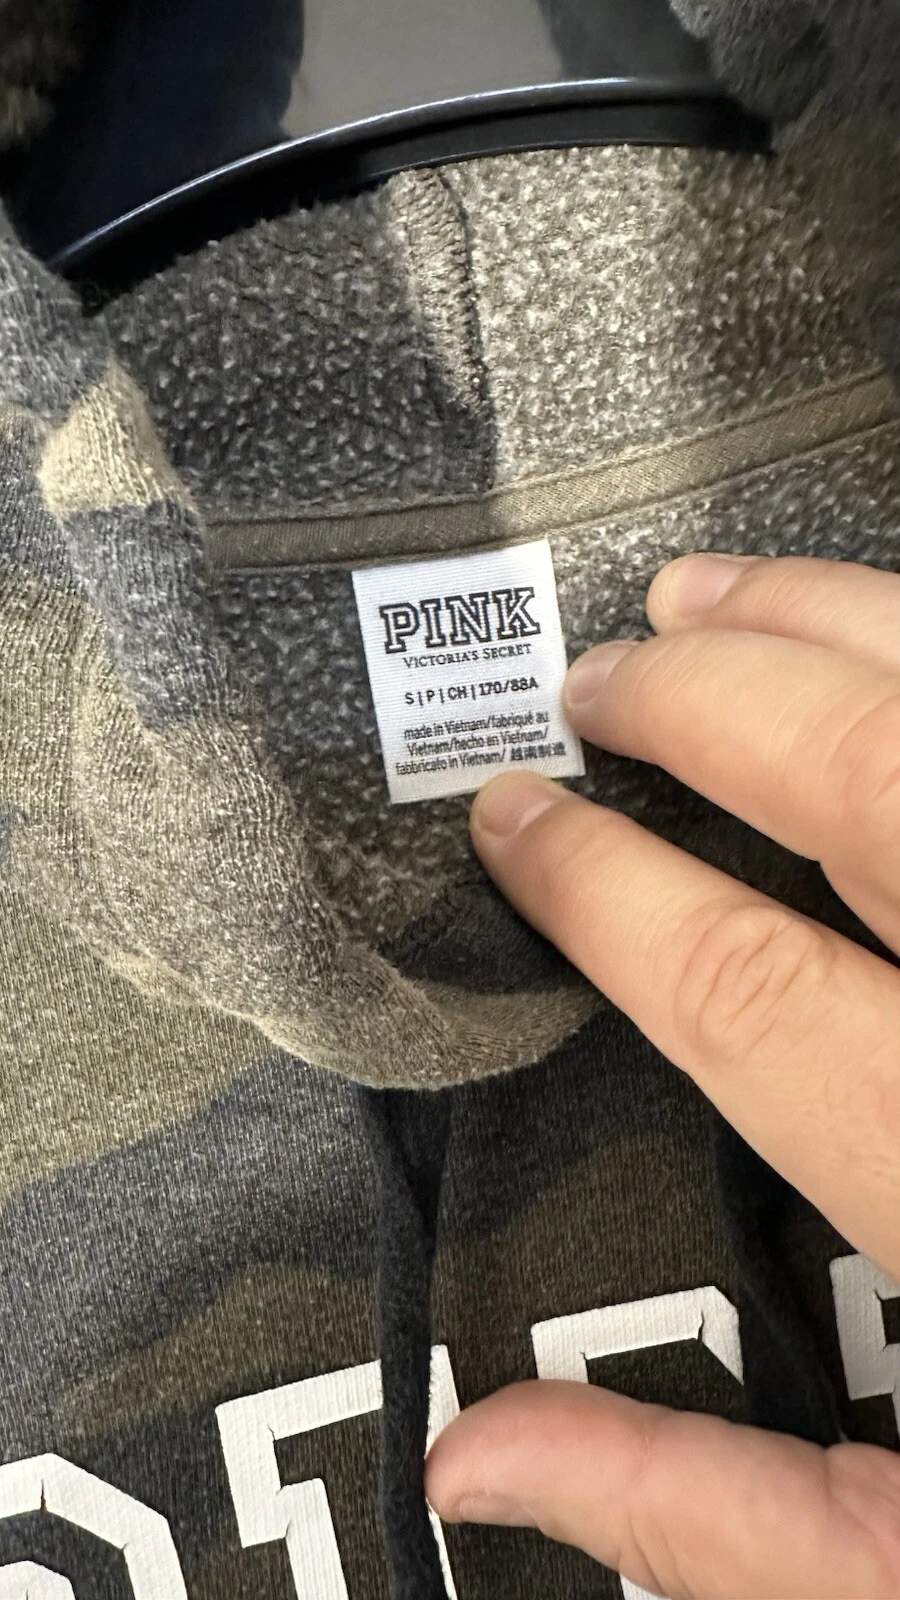 PINK
VICTORIA'S SECRET
S|P|CH|170/88A
made in Vietnam/fabriqué au
Vietnam/hecho en Vietnam/
fabbricato in Vietnam/ 越南制造